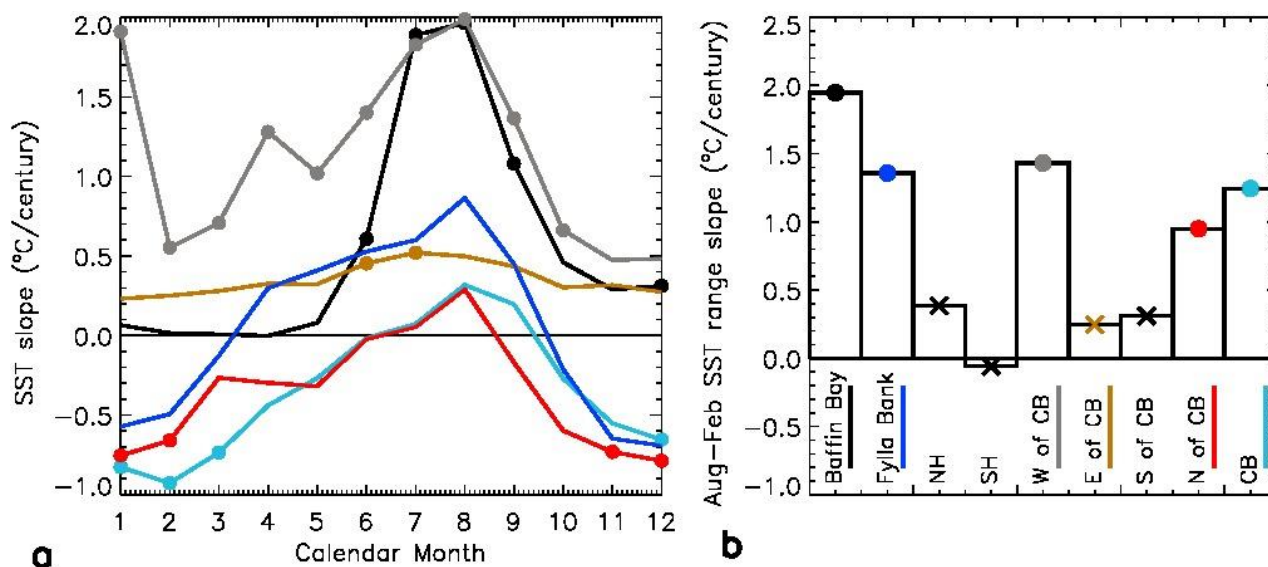 SST slope (°C/century)
2.0
1.5
1.0
0.5
0.0
−0.5
−1.0
1 2 3 4 5 6 7 8 9 10 11 12
Calendar Month
a
Aug−Feb SST range slope (°C/century)
2.5
2.0
1.5
1.0
0.5
0.0
−0.5
−1.0
Baffin Bay
Fylla Bank
NH
SH
W of CB
E of CB
S of CB
N of CB
CB
b